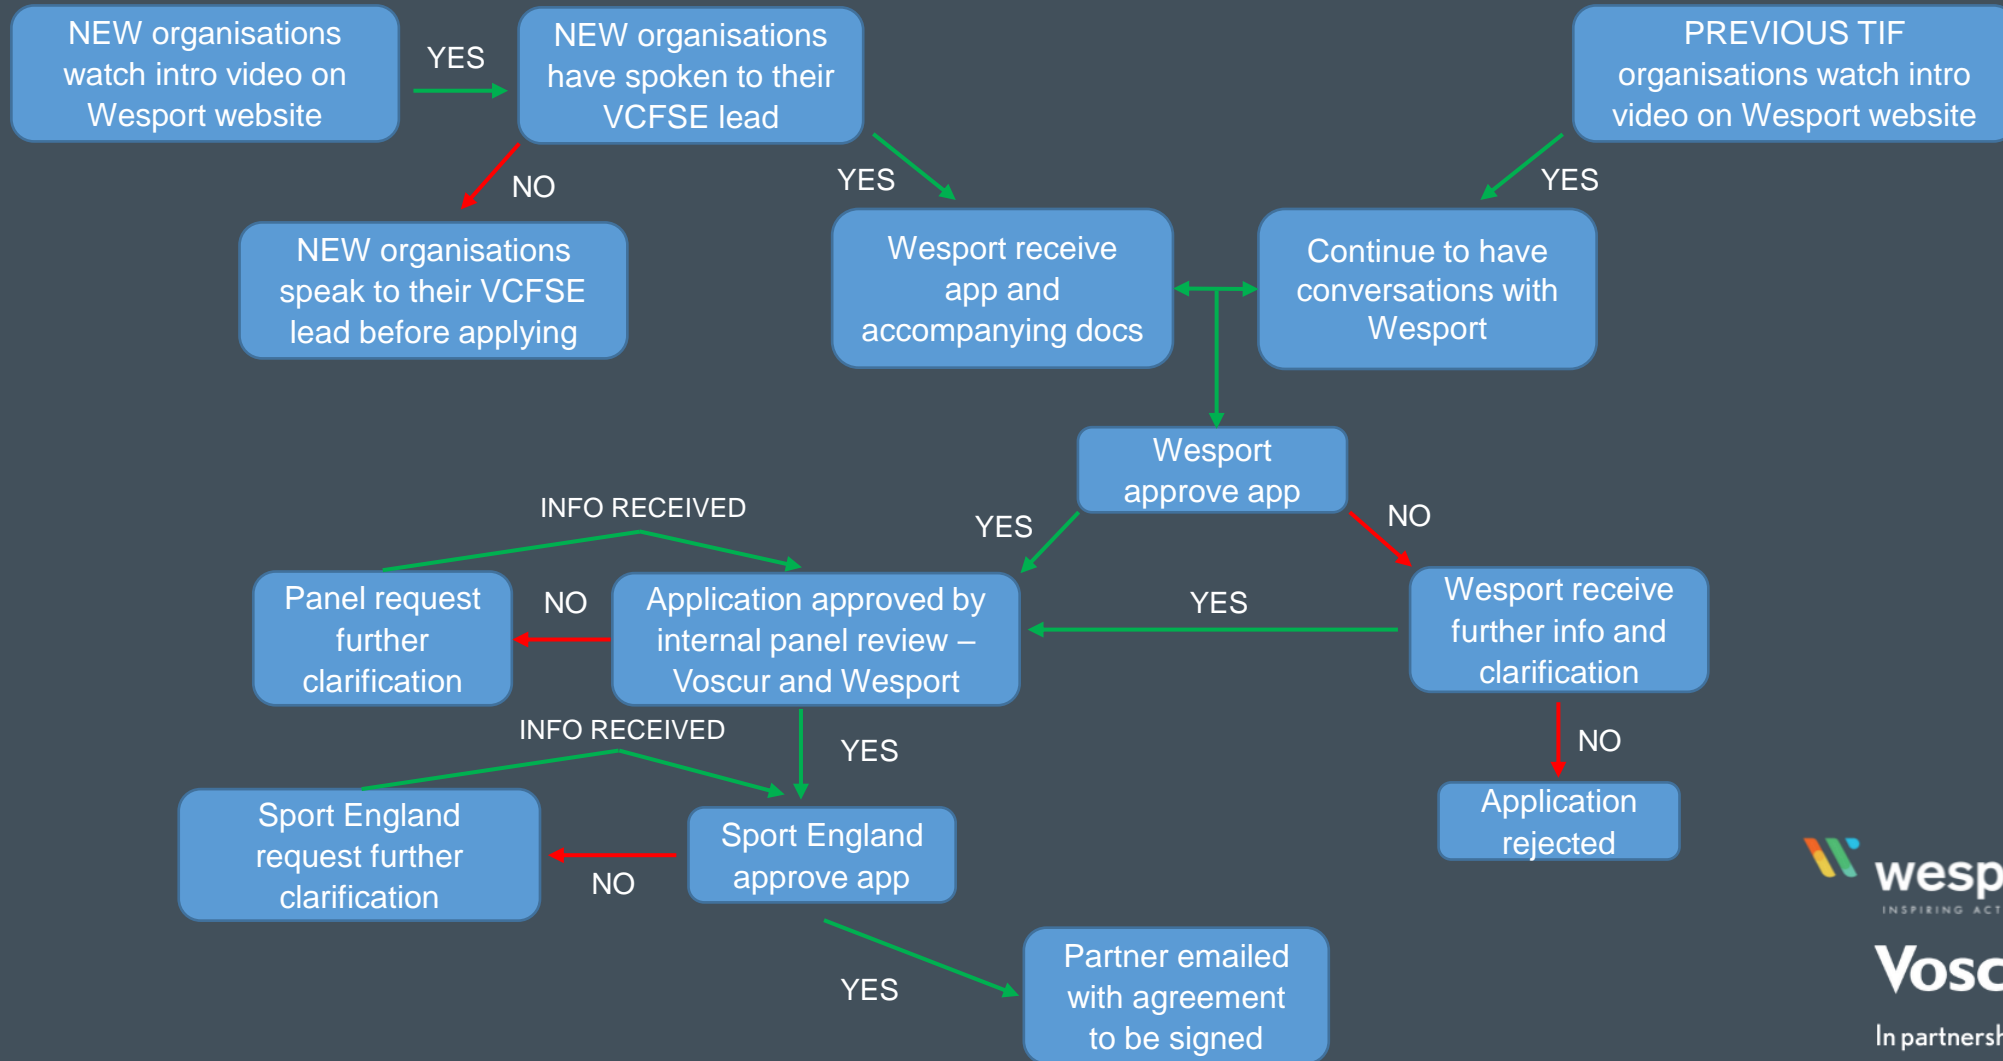 NEW organisations
watch intro video on
Wesport website
YES
NEW organisations
have spoken to their
VCFSE lead
PREVIOUS TIF
organisations watch intro
video on Wesport website
NO
YES
YES
NEW organisations
speak to their VCFSE
lead before applying
Wesport receive
app and
accompanying docs
Continue to have
conversations with
Wesport
Wesport
approve app
INFO RECEIVED
YES
NO
Panel request
further
clarification
NO
Application approved by
internal panel review –
Voscur and Wesport
YES
Wesport receive
further info and
clarification
INFO RECEIVED
YES
NO
Sport England
request further
clarification
NO
Sport England
approve app
Application
rejected
YES
Partner emailed
with agreement
to be signed
wesp
INSPIRING ACT
Vosc
In partnersh